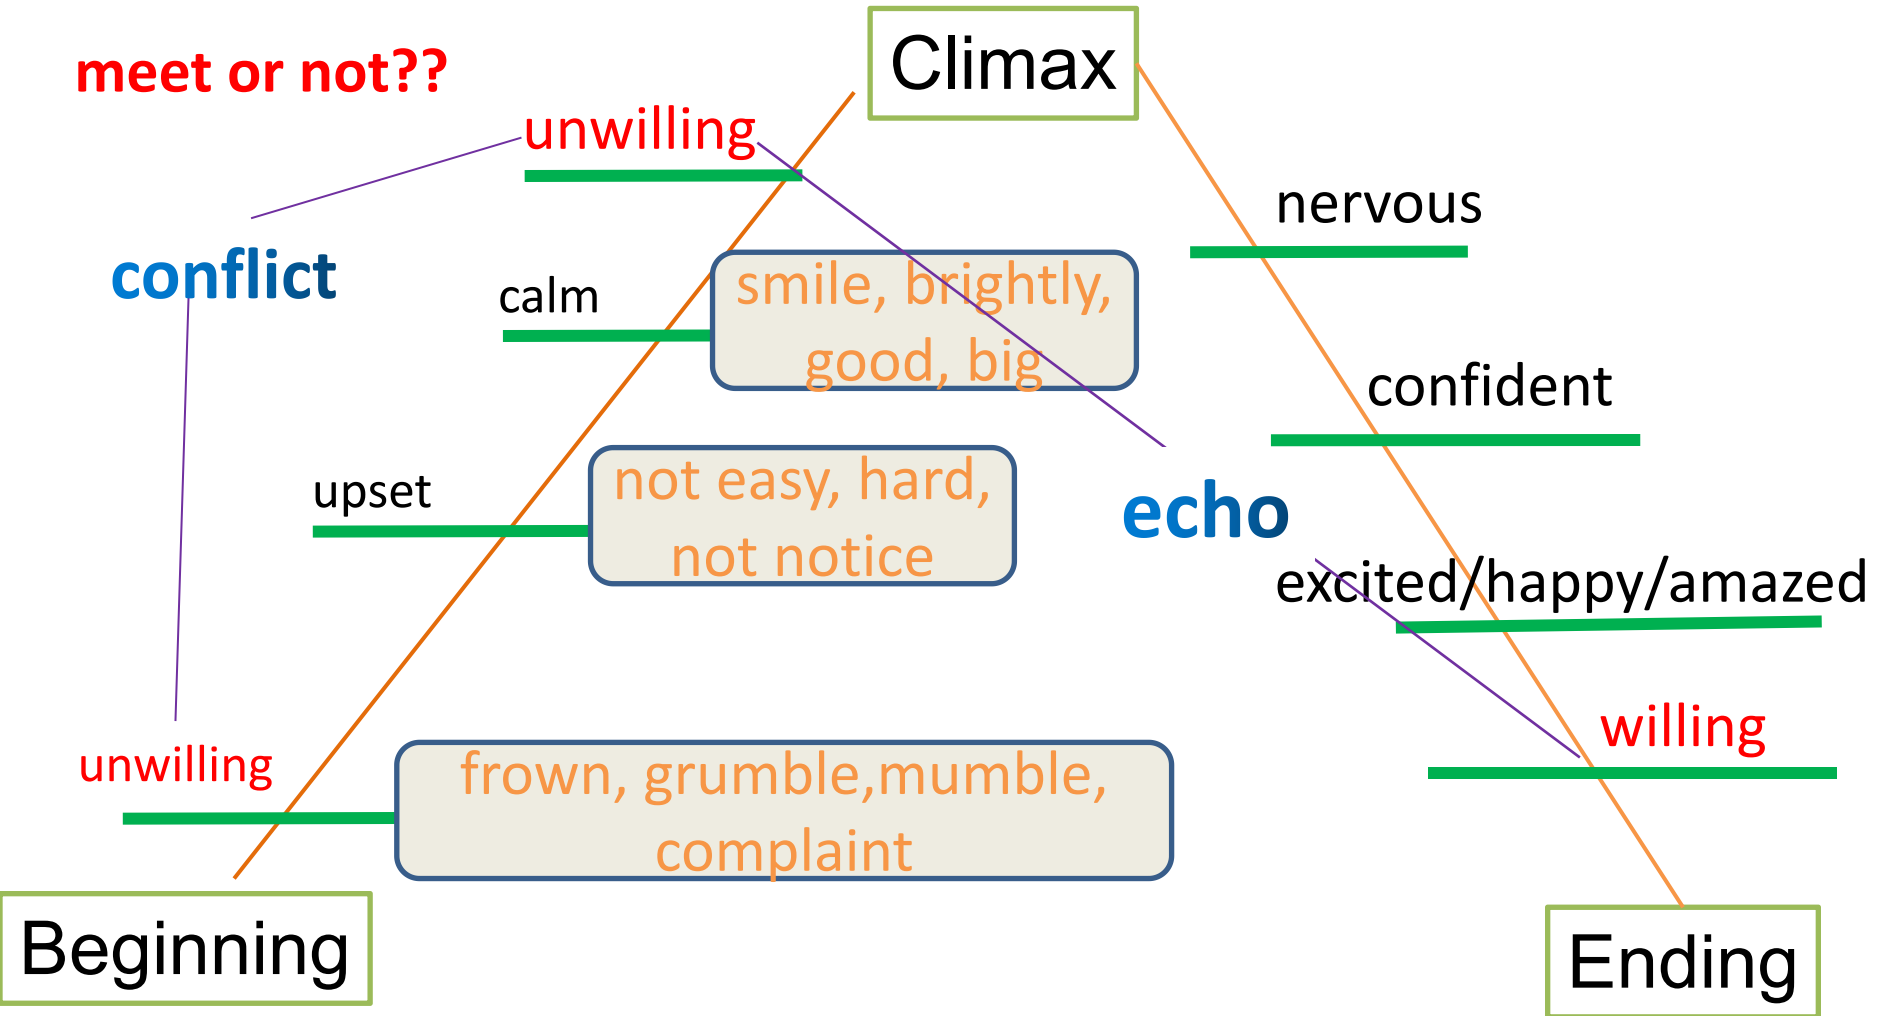 Climax
meet or not??
unwilling
nervous
conflict
calm
smile, brightly,
good, big
confident
upset
not easy, hard,
not notice
echo
excited/happy/amazed
willing
unwilling
frown, grumble,mumble,
complaint
Beginning
Ending